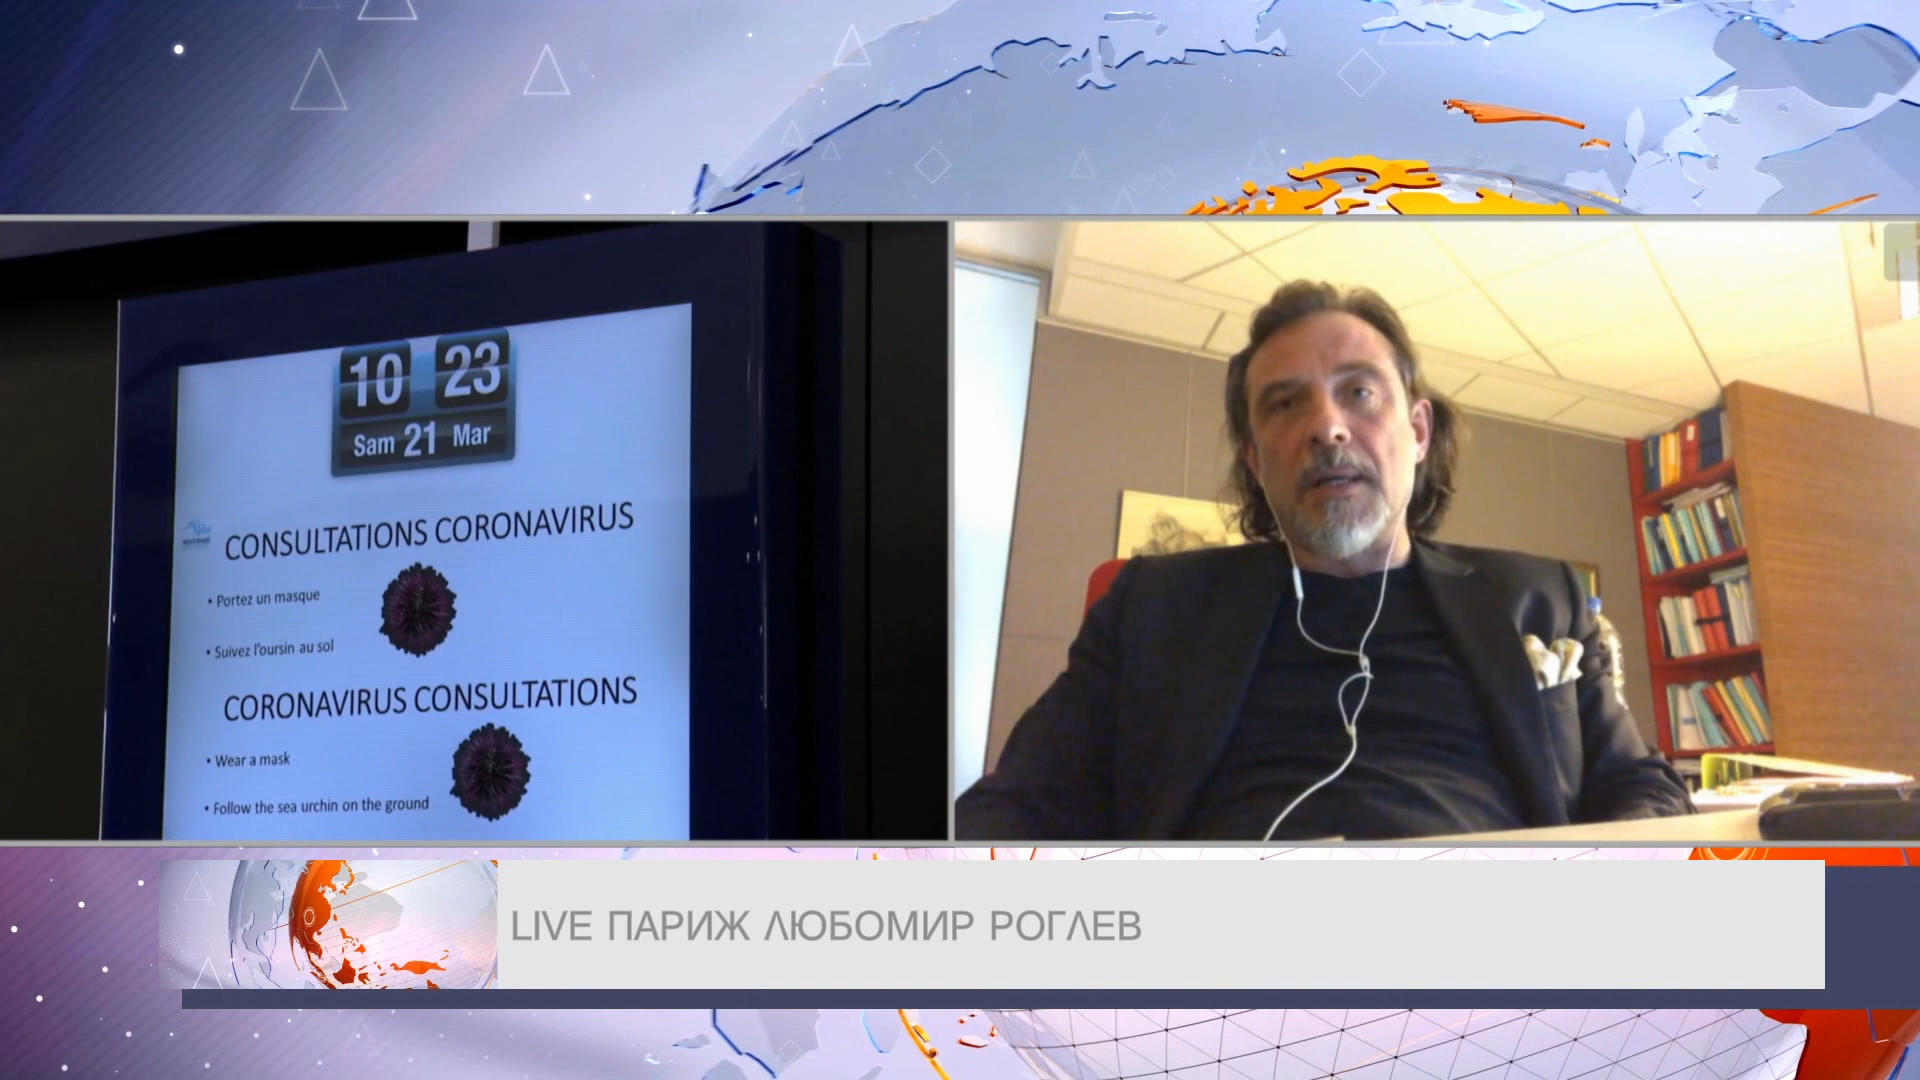 10 23
Sam 21 Mar
CONSULTATIONS CORONAVIRUS
• Portez un masque
• Suivez l'oursin au sol
CORONAVIRUS CONSULTATIONS
• Wear a mask
• Follow the sea urchin on the ground
LIVE ПАРИЖ ЛЮБОМИР РОГЛЕВ